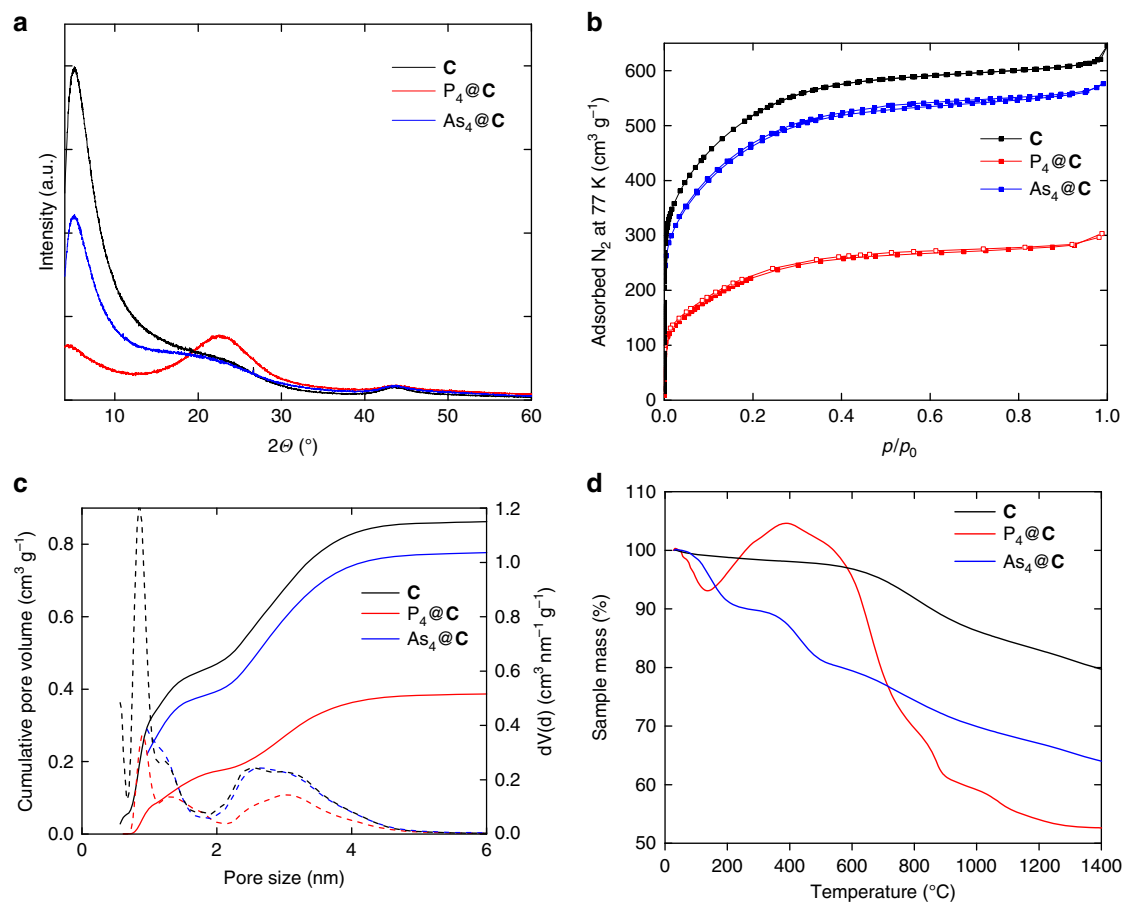 a
C
P₄@C
As₄@C
Intensity (a.u.)
10 20 30 40 50 60
2Θ (°)
b
600
500
400
300
200
100
0
Adsorbed N₂ at 77 K (cm³ g⁻¹)
C
P₄@C
As₄@C
0.0 0.2 0.4 0.6 0.8 1.0
p/p₀
c
0.8
0.6
0.4
0.2
0.0
Cumulative pore volume (cm³ g⁻¹)
C
P₄@C
As₄@C
1.2
1.0
0.8
0.6
0.4
0.2
0.0
dV(d) (cm³ nm⁻¹ g⁻¹)
0 2 4 6
Pore size (nm)
d
110
100
90
80
70
60
50
Sample mass (%)
C
P₄@C
As₄@C
0 200 400 600 800 1000 1200 1400
Temperature (°C)